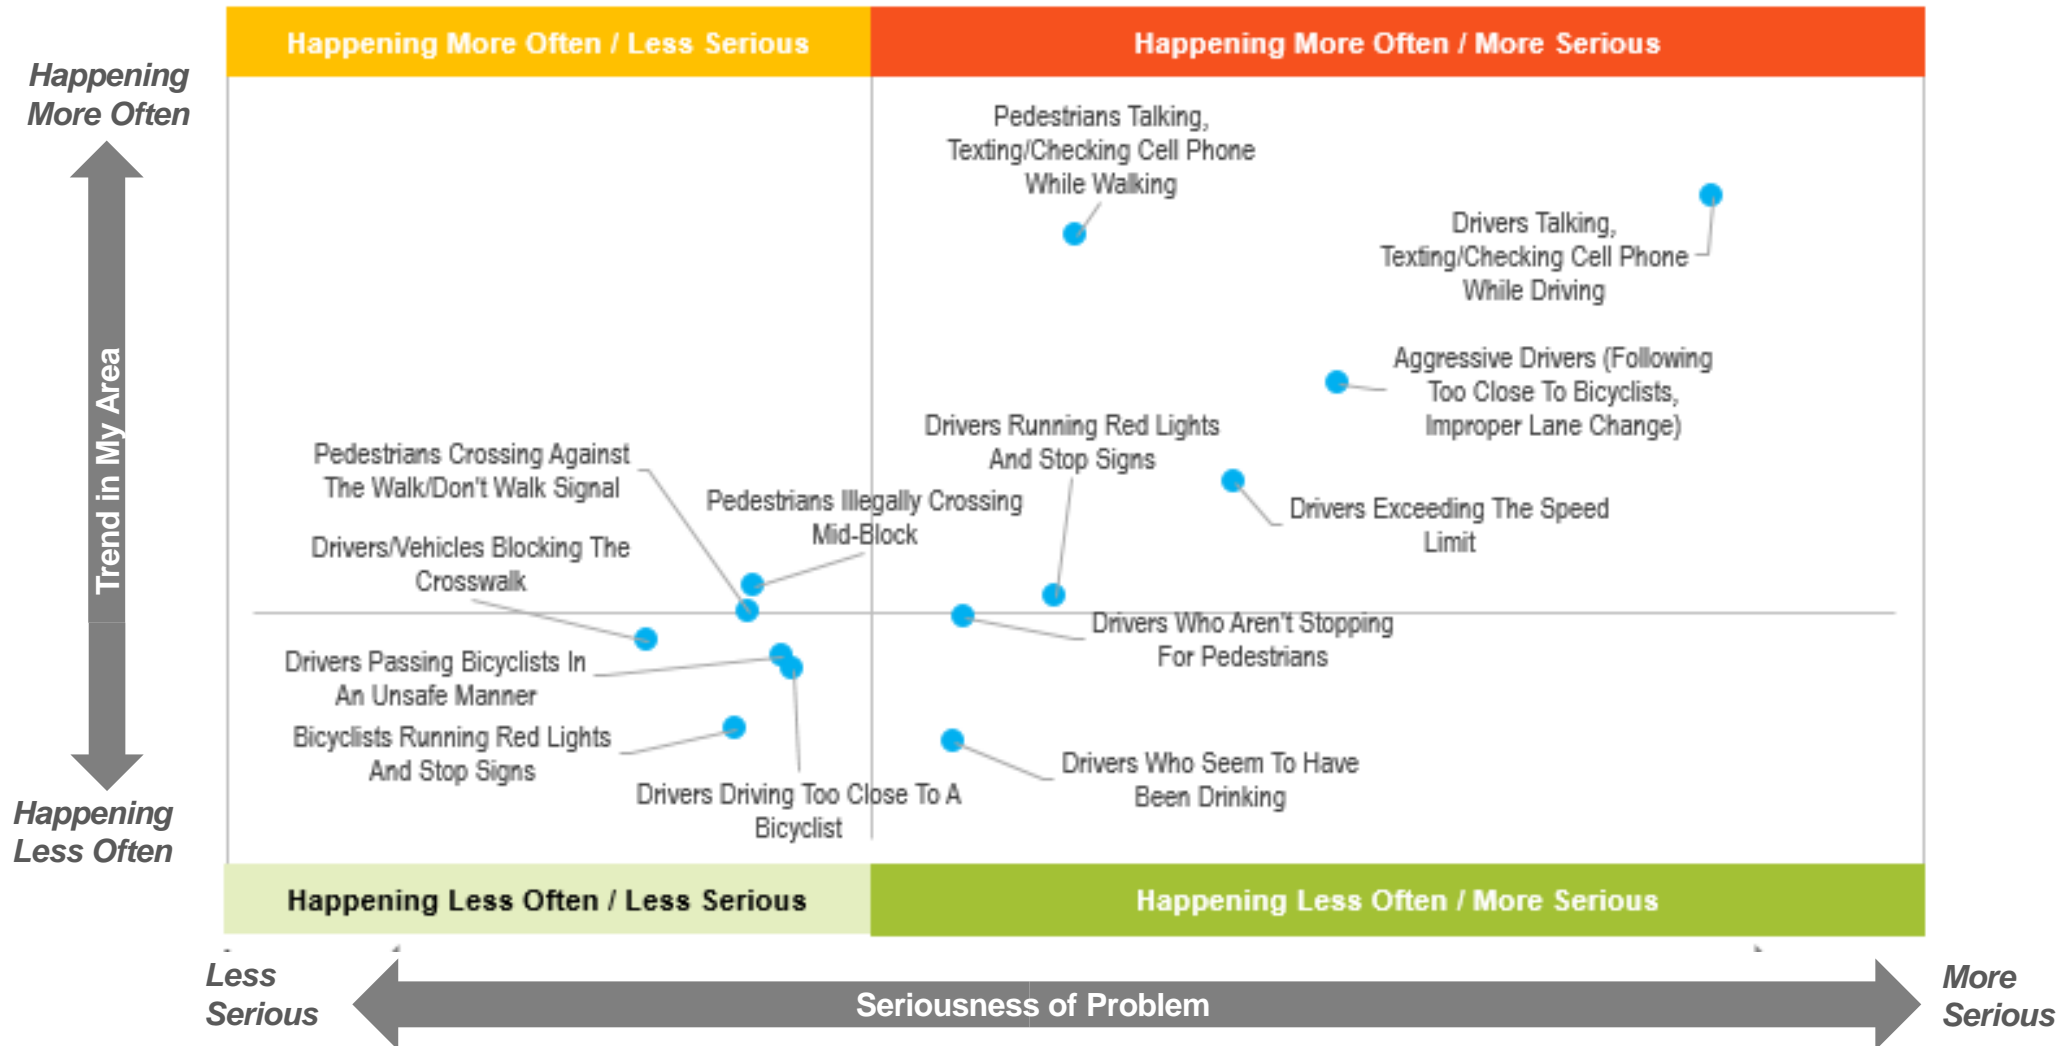 Happening More Often / Less Serious
Happening More Often / More Serious
Happening
More Often
Pedestrians Talking,
Texting/Checking Cell Phone
While Walking
Drivers Talking,
Texting/Checking Cell Phone
While Driving
Aggressive Drivers (Following
Too Close To Bicyclists,
Improper Lane Change)
Drivers Running Red Lights
And Stop Signs
Pedestrians Crossing Against
The Walk/Don't Walk Signal
Pedestrians Illegally Crossing
Mid-Block
Drivers Exceeding The Speed
Limit
Drivers/Vehicles Blocking The
Crosswalk
Trend in My Area
Drivers Who Aren't Stopping
For Pedestrians
Drivers Passing Bicyclists In
An Unsafe Manner
Bicyclists Running Red Lights
And Stop Signs
Drivers Who Seem To Have
Been Drinking
Drivers Driving Too Close To A
Bicyclist
Happening
Less Often
Happening Less Often / Less Serious
Happening Less Often / More Serious
Less
Serious
Seriousness of Problem
More
Serious